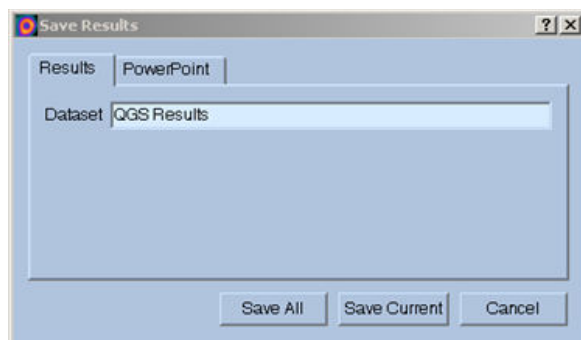 Save Results
Results PowerPoint
Dataset QGS Results
Save All Save Current Cancel